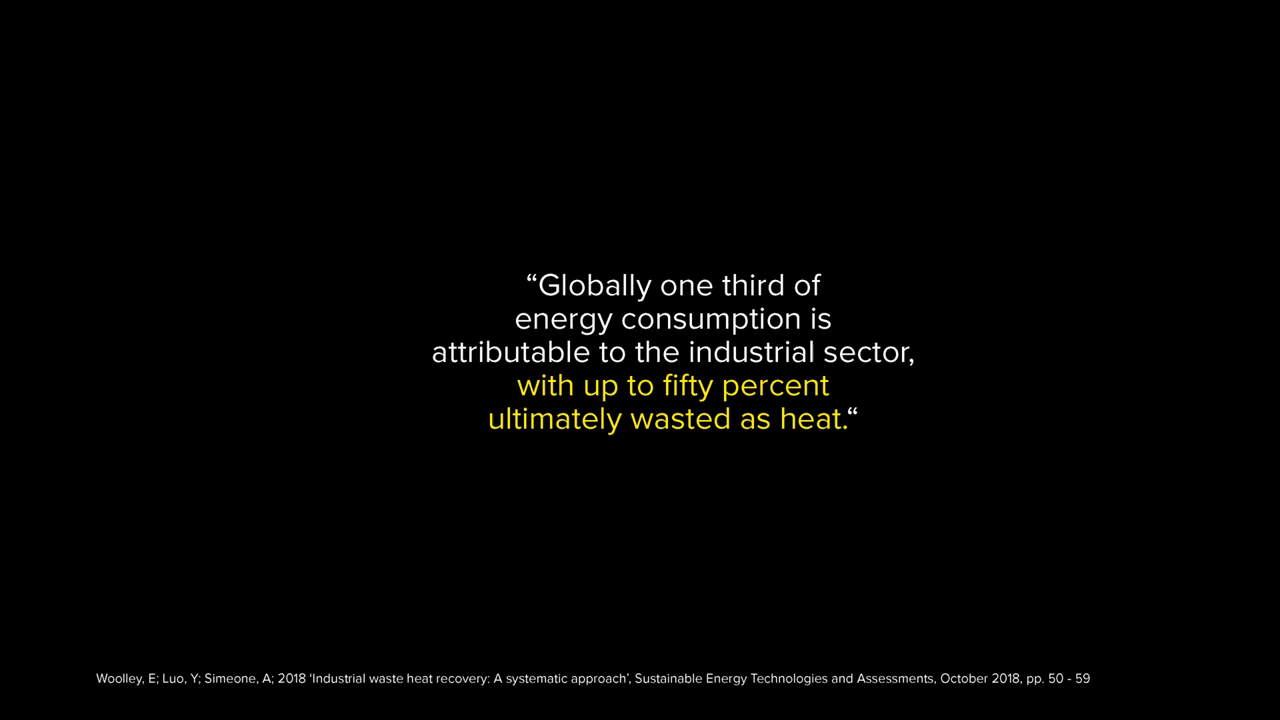 “Globally one third of
energy consumption is
attributable to the industrial sector,
with up to fifty percent
ultimately wasted as heat.“
Woolley, E; Luo, Y; Simeone, A; 2018 ‘Industrial waste heat recovery: A systematic approach’, Sustainable Energy Technologies and Assessments, October 2018, pp. 50 - 59